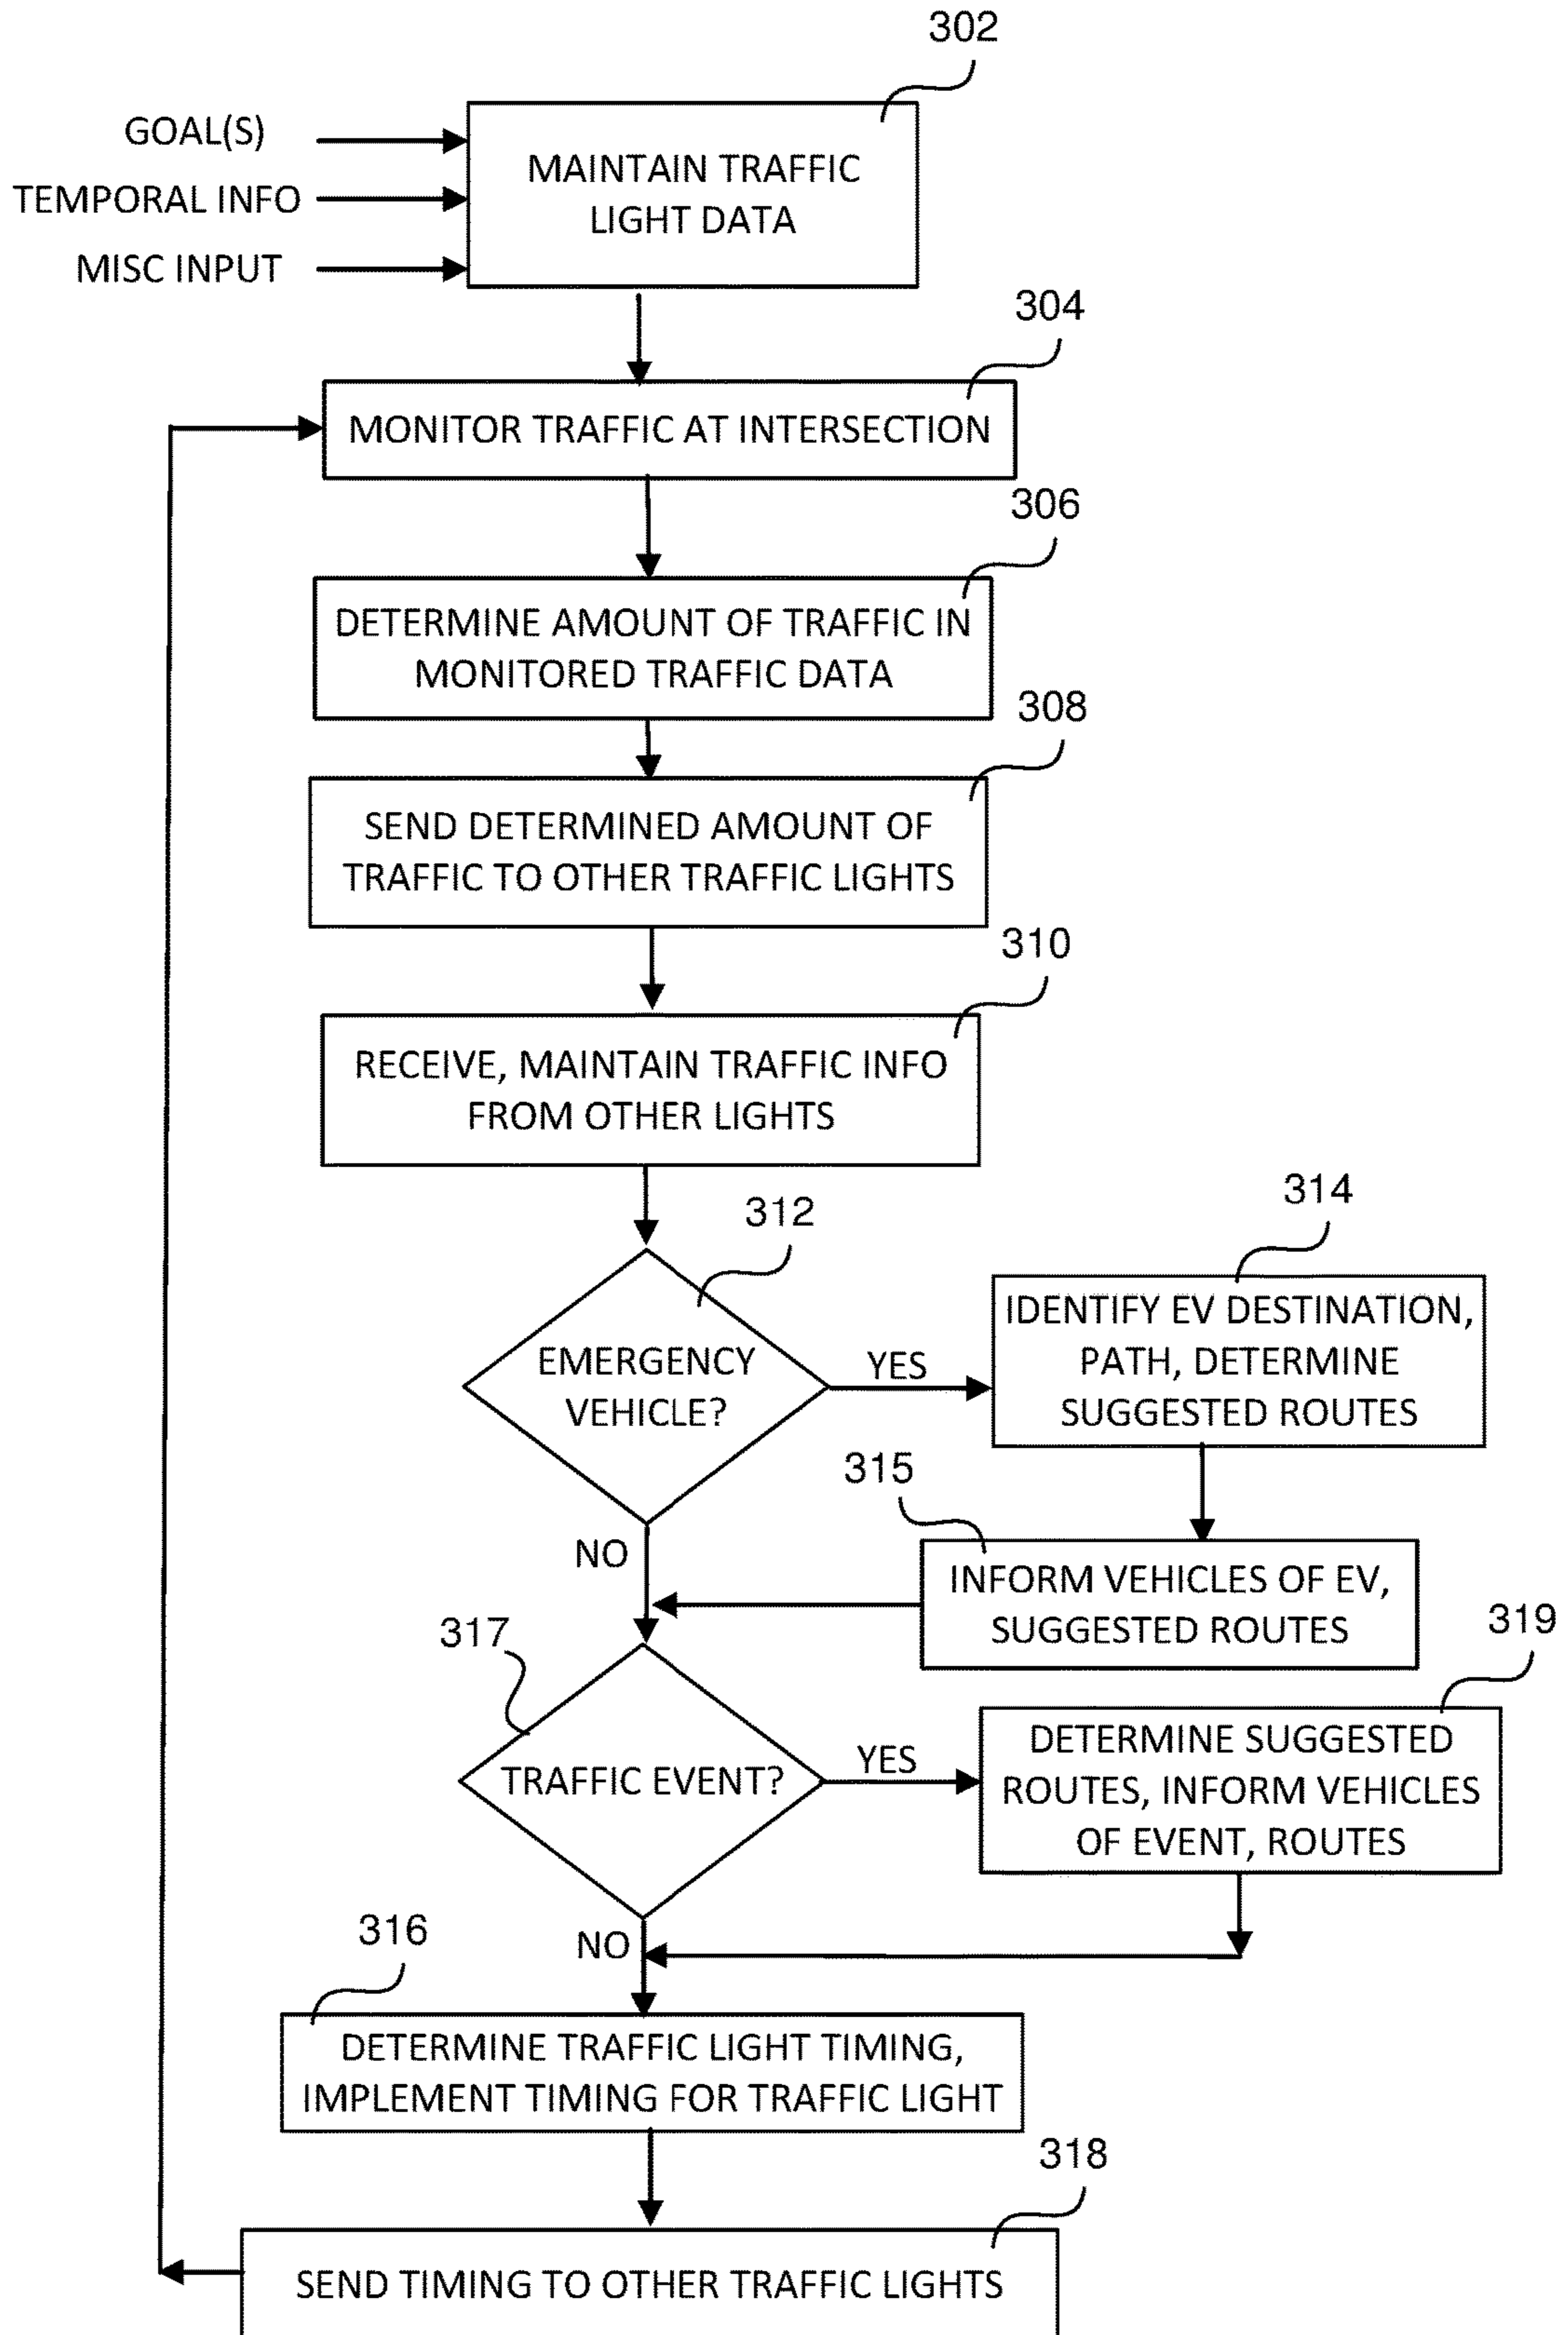 302
GOAL(S)
TEMPORAL INFO
MISC INPUT
MAINTAIN TRAFFIC
LIGHT DATA
304
MONITOR TRAFFIC AT INTERSECTION
306
DETERMINE AMOUNT OF TRAFFIC IN
MONITORED TRAFFIC DATA
308
SEND DETERMINED AMOUNT OF
TRAFFIC TO OTHER TRAFFIC LIGHTS
310
RECEIVE, MAINTAIN TRAFFIC INFO
FROM OTHER LIGHTS
312
EMERGENCY
VEHICLE?
YES
314
IDENTIFY EV DESTINATION,
PATH, DETERMINE
SUGGESTED ROUTES
NO
315
INFORM VEHICLES OF EV,
SUGGESTED ROUTES
317
TRAFFIC EVENT?
YES
319
DETERMINE SUGGESTED
ROUTES, INFORM VEHICLES
OF EVENT, ROUTES
NO
316
DETERMINE TRAFFIC LIGHT TIMING,
IMPLEMENT TIMING FOR TRAFFIC LIGHT
318
SEND TIMING TO OTHER TRAFFIC LIGHTS